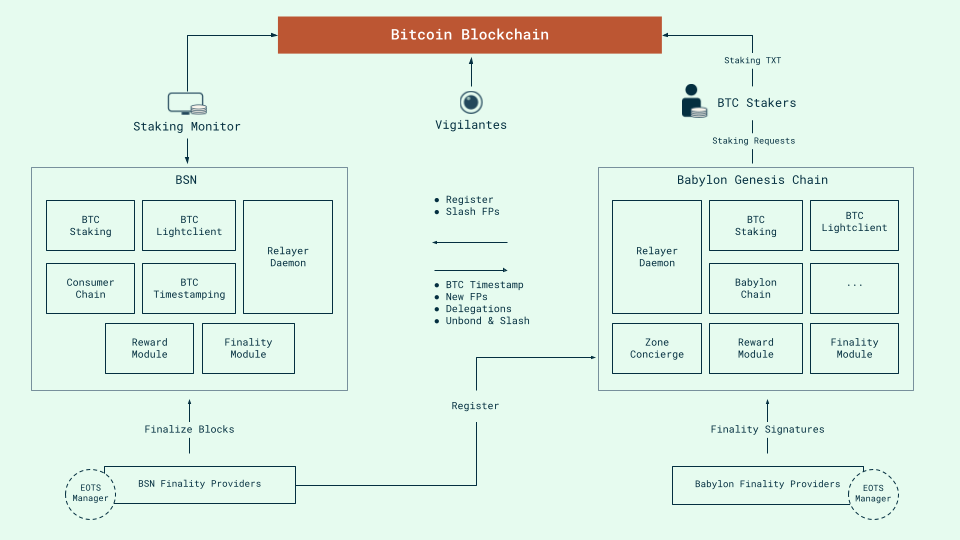 Bitcoin Blockchain
Staking TXT
BTC Stakers
Staking Monitor
Vigilantes
Staking Requests
BSN
BTC
Staking
BTC
Lightclient
Relayer
Daemon
Consumer
Chain
BTC
Timestamping
Reward
Module
Finality
Module
● Register
● Slash FPs
● BTC Timestamp
● New FPs
● Delegations
● Unbond & Slash
Babylon Genesis Chain
Relayer
Daemon
BTC
Staking
BTC
Lightclient
Babylon
Chain
...
Zone
Concierge
Reward
Module
Finality
Module
Register
Finalize Blocks
Finality Signatures
EOTS
Manager
BSN Finality Providers
Babylon Finality Providers
EOTS
Manager